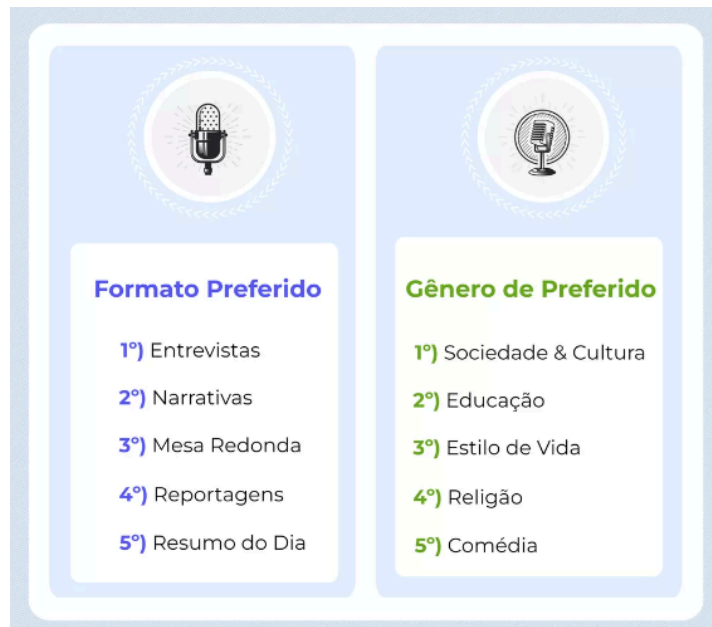 Formato Preferido
1º) Entrevistas
2º) Narrativas
3º) Mesa Redonda
4º) Reportagens
5º) Resumo do Dia
Gênero de Preferido
1º) Sociedade & Cultura
2º) Educação
3º) Estilo de Vida
4º) Religão
5º) Comédia